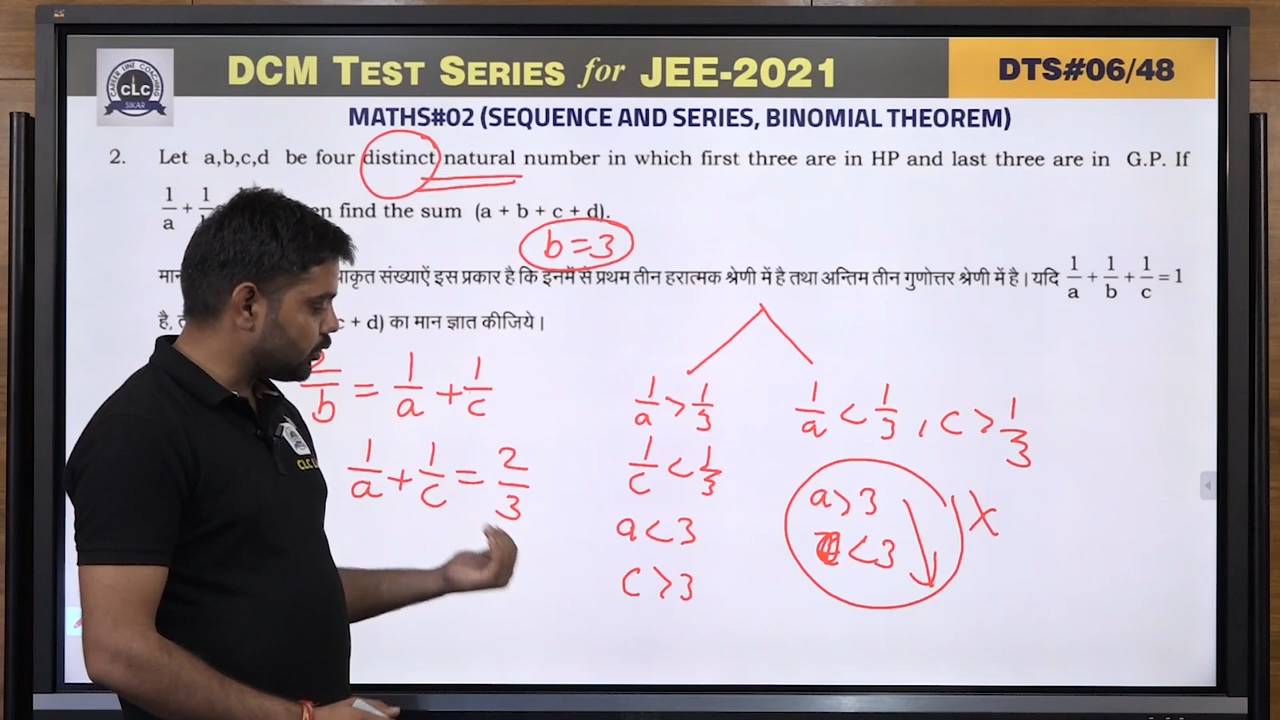 CAREER LINE COACHING
CLC
SIKAR
DCM TEST SERIES for JEE-2021
DTS#06/48
MATHS#02 (SEQUENCE AND SERIES, BINOMIAL THEOREM)
2. Let a,b,c,d be four distinct natural number in which first three are in HP and last three are in G.P. If
1/a + 1/ find the sum (a + b + c + d).
b = 3
संख्याऐं इस प्रकार है कि इनमें से प्रथम तीन हरात्मक श्रेणी में है तथा अन्तिम तीन गुणोत्तर श्रेणी में है। यदि 1/a + 1/b + 1/c = 1
है, + d) का मान ज्ञात कीजिये।
2/b = 1/a + 1/c
1/a + 1/c = 2/3
1/a > 1/3
1/c < 1/3
a < 3
c > 3
1/a < 1/3 , c > 1/3
a > 3
< 3
X
CLC